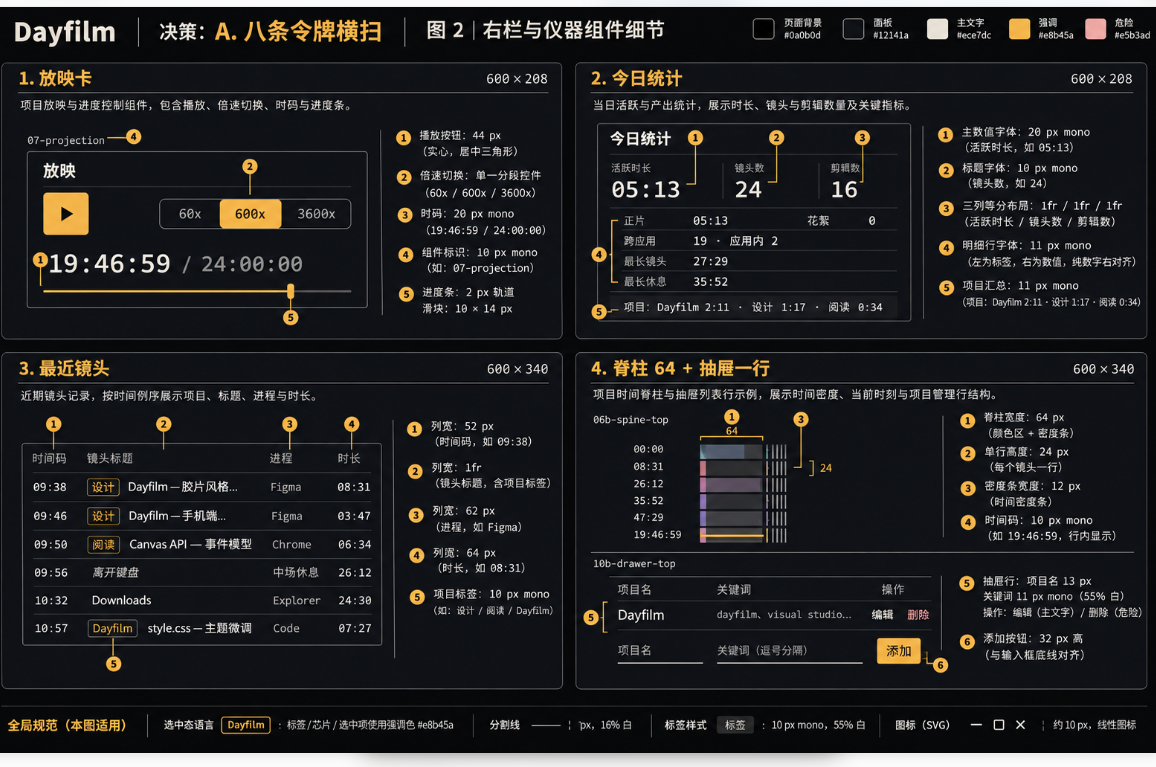 Dayfilm
决策：A. 八条令牌横扫
图 2 | 右栏与仪器组件细节
页面背景
#0a0b0d
面板
#12141a
主文字
#ece7dc
强调
#e8b45a
危险
#e5b3ad
1. 放映卡
600 × 208
项目放映与进度控制组件，包含播放、倍速切换、时码与进度条。
07-projection
4
放映
2
60x
600x
3600x
1
19:46:59 / 24:00:00
5
1 播放按钮：44 px
（实心，居中三角形）
2 倍速切换：单一分段控件
（60x / 600x / 3600x）
3 时码：20 px mono
（19:46:59 / 24:00:00）
4 组件标识：10 px mono
（如：07-projection）
5 进度条：2 px 轨道
滑块：10 × 14 px
2. 今日统计
600 × 208
当日活跃与产出统计，展示时长、镜头与剪辑数量及关键指标。
今日统计
1
2
3
活跃时长
镜头数
剪辑数
05:13
24
16
正片 05:13 花絮 0
跨应用 19 · 应用内 2
4
最长镜头 27:29
最长休息 35:52
5
项目：Dayfilm 2:11 · 设计 1:17 · 阅读 0:34
1 主数值字体：20 px mono
（活跃时长，如 05:13）
2 标题字体：10 px mono
（镜头数，如 24）
3 三列等分布局：1fr / 1fr / 1fr
（活跃时长 / 镜头数 / 剪辑数）
4 明细行字体：11 px mono
（左为标签，右为数值，纯数字右对齐）
5 项目汇总：11 px mono
（项目：Dayfilm 2:11 · 设计 1:17 · 阅读 0:34）
3. 最近镜头
600 × 340
近期镜头记录，按时间例序展示项目、标题、进程与时长。
1
2
3
4
时间码 镜头标题 进程 时长
09:38 设计 Dayfilm — 胶片风格… Figma 08:31
09:46 设计 Dayfilm — 手机端… Figma 03:47
09:50 阅读 Canvas API — 事件模型 Chrome 06:34
09:56 离开键盘 中场休息 26:12
10:32 Downloads Explorer 24:30
10:57 Dayfilm style.css — 主题微调 Code 07:27
5
1 列宽：52 px
（时间码，如 09:38）
2 列宽：1fr
（镜头标题，含项目标签）
3 列宽：62 px
（进程，如 Figma）
4 列宽：64 px
（时长，如 08:31）
5 项目标签：10 px mono
（如：设计 / 阅读 / Dayfilm）
4. 脊柱 64 + 抽屉一行
600 × 340
项目时间脊柱与抽屉列表行示例，展示时间密度、当前时刻与项目管理行结构。
06b-spine-top
1
64
3
00:00
08:31
24
26:12
35:52
47:29
19:46:59
1 脊柱宽度：64 px
（颜色区 + 密度条）
2 单行高度：24 px
（每个镜头一行）
3 密度条宽度：12 px
（时间密度条）
4 时间码：10 px mono
（如 19:46:59，行内显示）
10b-drawer-top
项目名 关键词 操作
5
Dayfilm dayfilm、visual studio… 编辑 删除
项目名 关键词（逗号分隔） 添加
6
5 抽屉行：项目名 13 px
关键词 11 px mono（55% 白）
操作：编辑（主文字）/ 删除（危险）
6 添加按钮：32 px 高
（与输入框底线对齐）
全局规范（本图适用）
选中态语言 Dayfilm ：标签/芯片/选中项使用强调色 #e8b45a
分割线 px，16% 白
标签样式 标签 ：10 px mono，55% 白
图标（SVG） 约 10 px，线性图标